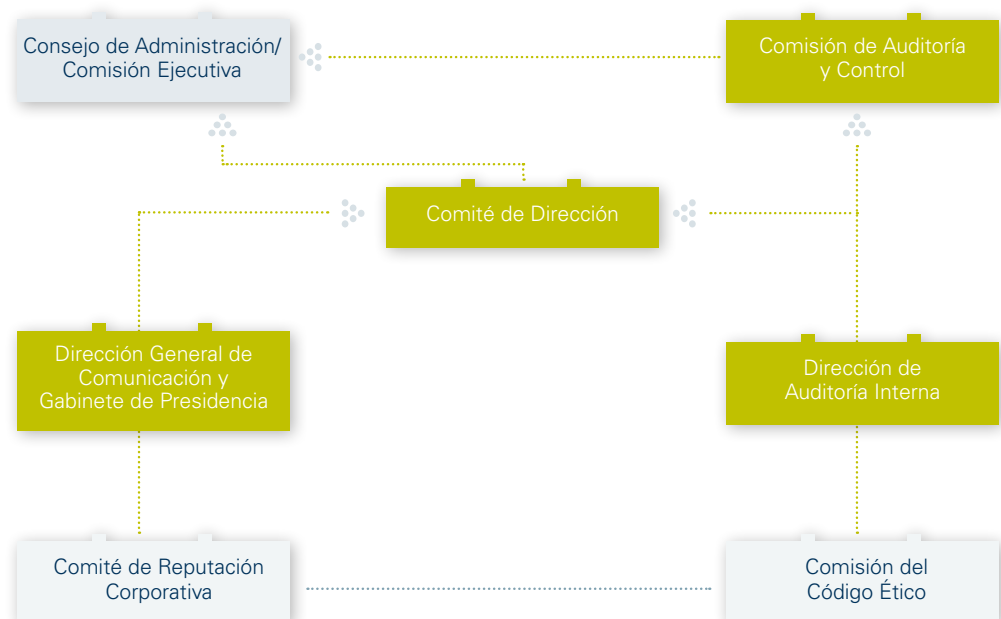 Consejo de Administración/
Comisión Ejecutiva
Comisión de Auditoría
y Control
Comité de Dirección
Dirección General de
Comunicación y
Gabinete de Presidencia
Dirección de
Auditoría Interna
Comité de Reputación
Corporativa
Comisión del
Código Ético